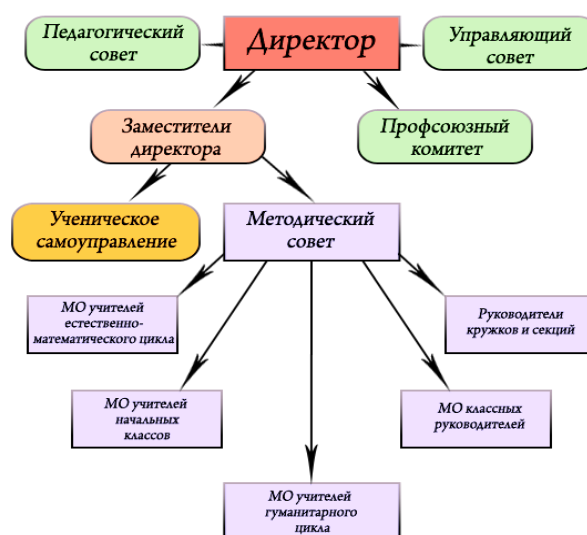 Педагогический
совет
Директор
Управляющий
совет
Заместители
директора
Профсоюзный
комитет
Ученическое
самоуправление
Методический
совет
МО учителей
естественно-
математического цикла
Руководители
кружков и секций
МО учителей
начальных
классов
МО классных
руководителей
МО учителей
гуманитарного
цикла